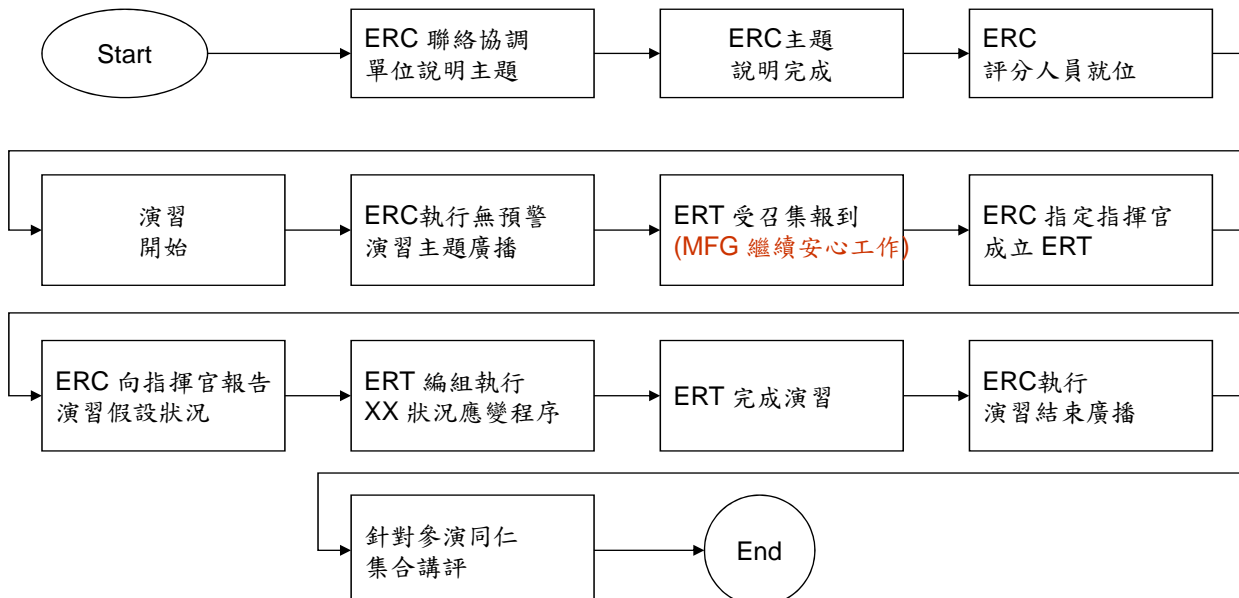 Start
ERC 聯絡協調
單位說明主題
ERC主題
說明完成
ERC
評分人員就位
演習
開始
ERC執行無預警
演習主題廣播
ERT 受召集報到
(MFG 繼續安心工作)
ERC 指定指揮官
成立 ERT
ERC 向指揮官報告
演習假設狀況
ERT 編組執行
XX 狀況應變程序
ERT 完成演習
ERC執行
演習結束廣播
針對參演同仁
集合講評
End